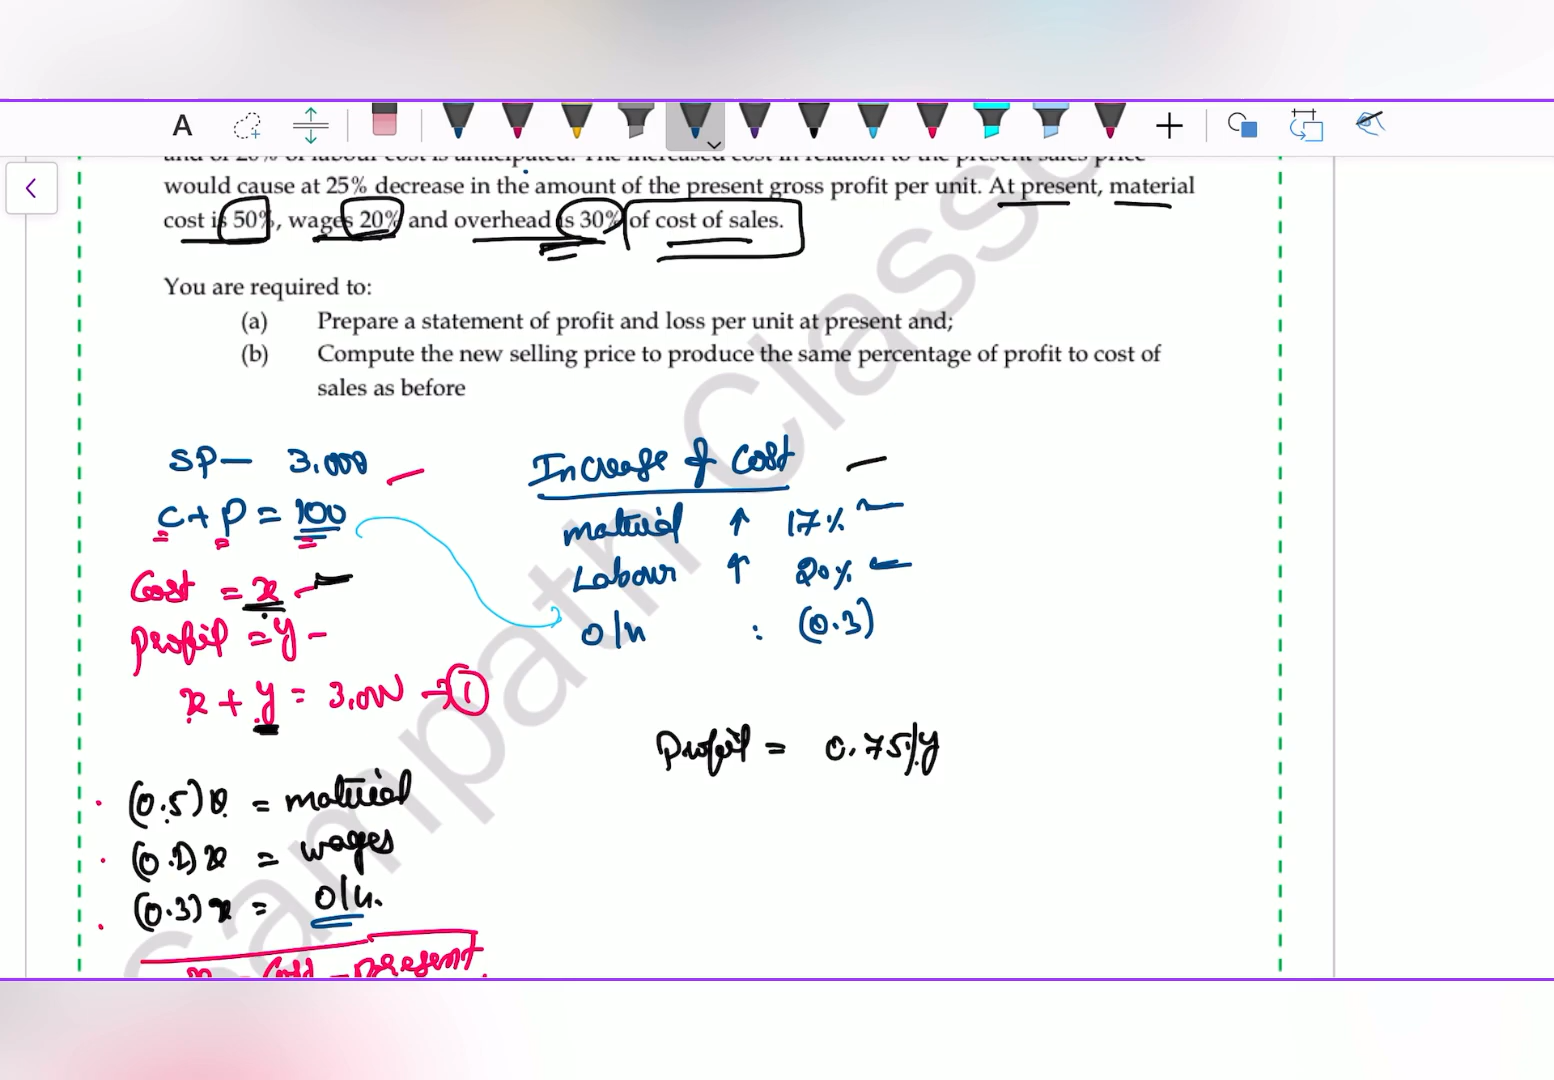 A
would cause at 25% decrease in the amount of the present gross profit per unit. At present, material
cost is 50%, wages 20% and overhead is 30% of cost of sales.
You are required to:
(a) Prepare a statement of profit and loss per unit at present and;
(b) Compute the new selling price to produce the same percentage of profit to cost of
sales as before
SP - 3,000
C + P = 100
Cost = x
Profit = y
x + y = 3,000 → ①
(0.5)x = material
(0.2)x = wages
(0.3)x = O/H.
Cost - Present
Increase of Cost
material ↑ 17%
Labour ↑ 20%
O/H : (0.3)
Profit = 0.75 y
Sampath Classe